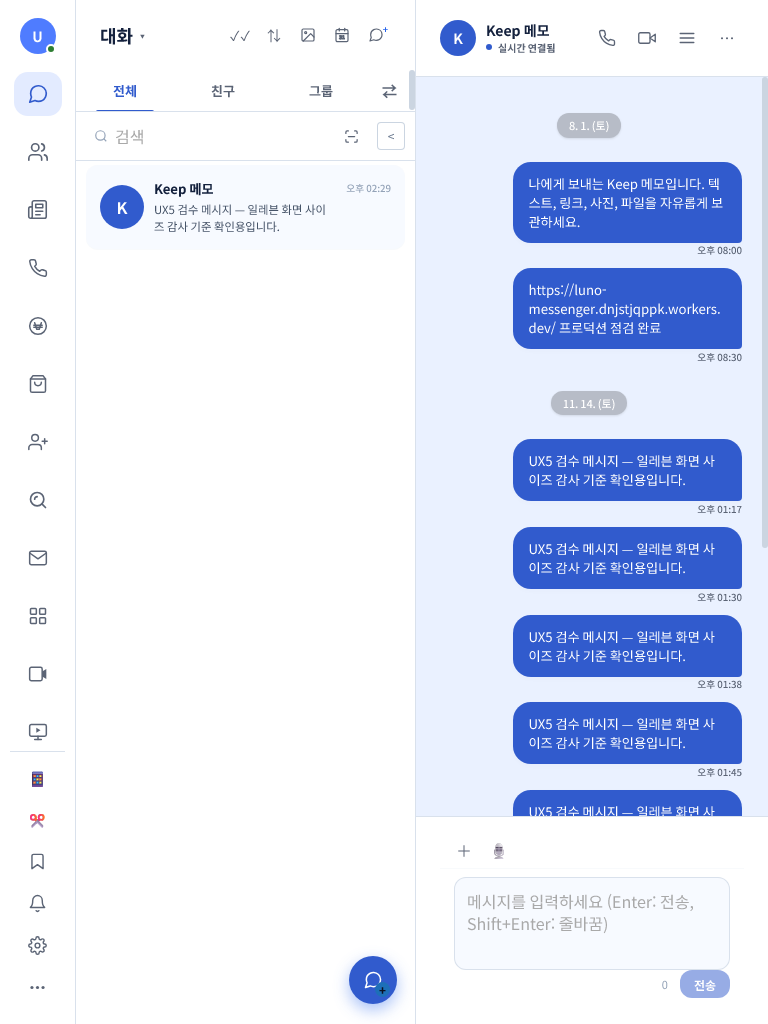 U
대화
전체
친구
그룹
검색
<
K
Keep 메모
오후 02:29
UX5 검수 메시지 — 일레븐 화면 사이
즈 감사 기준 확인용입니다.
K
Keep 메모
실시간 연결됨
8. 1. (토)
나에게 보내는 Keep 메모입니다. 텍
스트, 링크, 사진, 파일을 자유롭게 보
관하세요.
오후 08:00
https://luno-
messenger.dnjstjqppk.workers.
dev/ 프로덕션 점검 완료
오후 08:30
11. 14. (토)
UX5 검수 메시지 — 일레븐 화면 사
이즈 감사 기준 확인용입니다.
오후 01:17
UX5 검수 메시지 — 일레븐 화면 사
이즈 감사 기준 확인용입니다.
오후 01:30
UX5 검수 메시지 — 일레븐 화면 사
이즈 감사 기준 확인용입니다.
오후 01:38
UX5 검수 메시지 — 일레븐 화면 사
이즈 감사 기준 확인용입니다.
오후 01:45
UX5 검수 메시지 — 일레븐 화면 사
메시지를 입력하세요 (Enter: 전송,
Shift+Enter: 줄바꿈)
0
전송